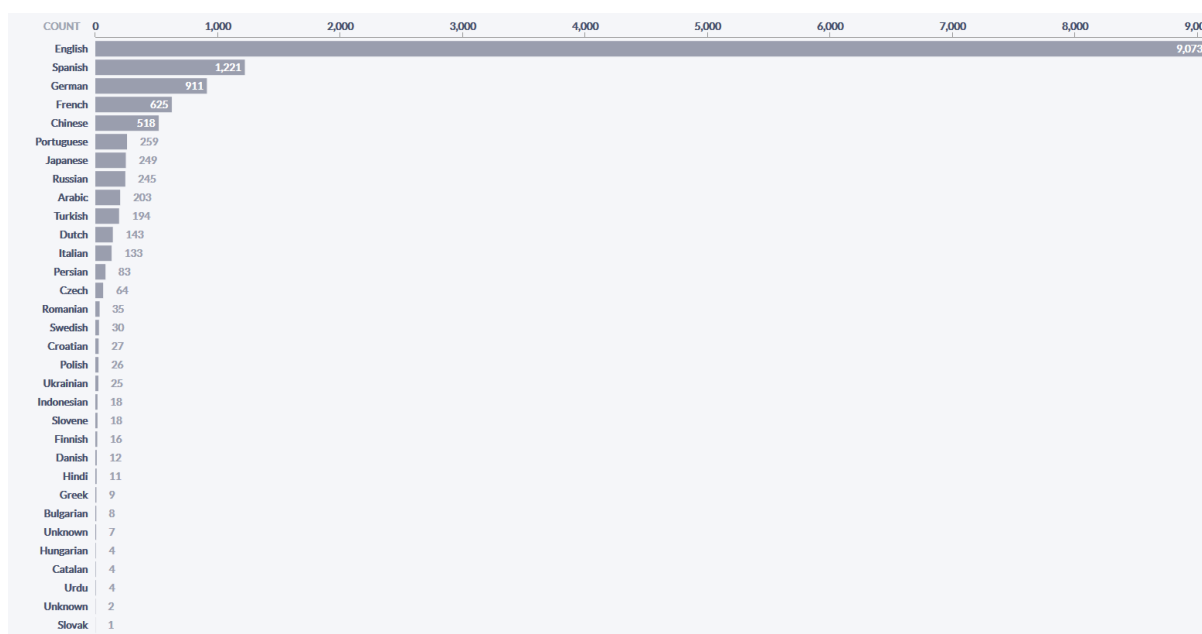 COUNT 0 1,000 2,000 3,000 4,000 5,000 6,000 7,000 8,000
English 9,073
Spanish 1,221
German 911
French 625
Chinese 518
Portuguese 259
Japanese 249
Russian 245
Arabic 203
Turkish 194
Dutch 143
Italian 133
Persian 83
Czech 64
Romanian 35
Swedish 30
Croatian 27
Polish 26
Ukrainian 25
Indonesian 18
Slovene 18
Finnish 16
Danish 12
Hindi 11
Greek 9
Bulgarian 8
Unknown 7
Hungarian 4
Catalan 4
Urdu 4
Unknown 2
Slovak 1